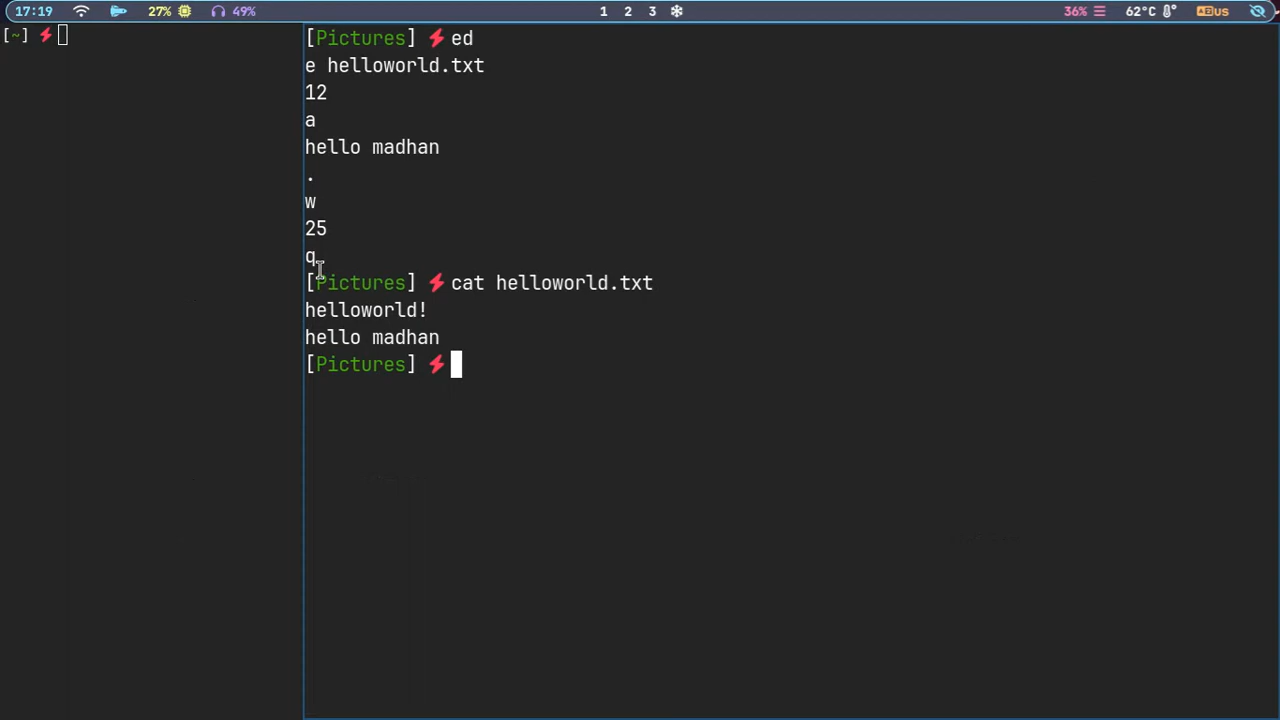 17:19 27% 49% 1 2 3 36% 62°C US
[~]
[Pictures] ed
e helloworld.txt
12
a
hello madhan
.
w
25
q
[Pictures] cat helloworld.txt
helloworld!
hello madhan
[Pictures]